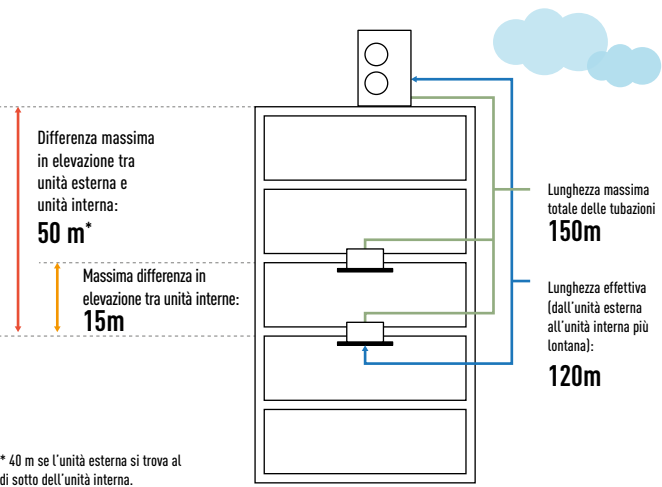 Differenza massima
in elevazione tra
unità esterna e
unità interna:
50 m*
Massima differenza in
elevazione tra unità interne:
15m
Lunghezza massima
totale delle tubazioni
150m
Lunghezza effettiva
(dall'unità esterna
all'unità interna più
lontana):
120m
* 40 m se l'unità esterna si trova al
di sotto dell'unità interna.